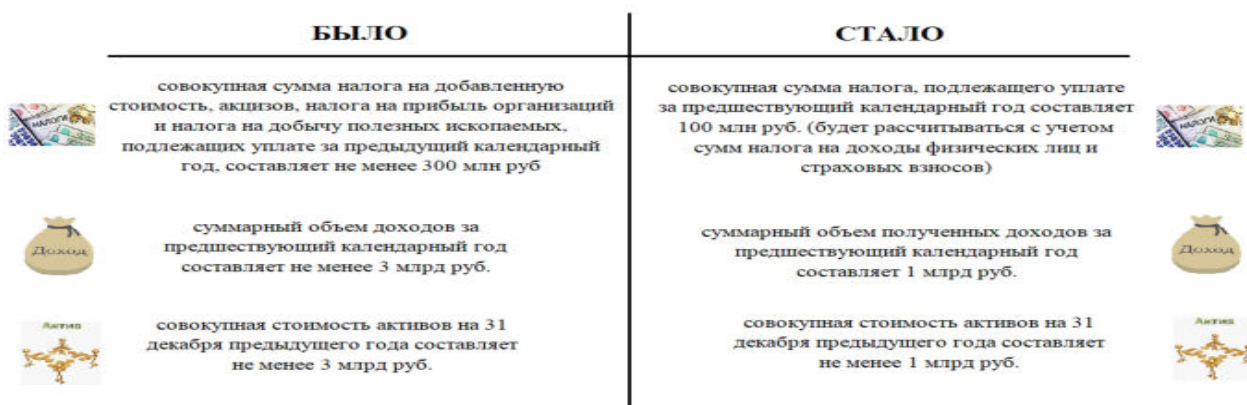 БЫЛО
совокупная сумма налога на добавленную
стоимость, акцизов, налога на прибыль организаций
и налога на добычу полезных ископаемых,
подлежащих уплате за предыдущий календарный
год, составляет не менее 300 млн руб
суммарный объем доходов за
предшествующий календарный год
составляет не менее 3 млрд руб.
совокупная стоимость активов на 31
декабря предыдущего года составляет
не менее 3 млрд руб.
СТАЛО
совокупная сумма налога, подлежащего уплате
за предшествующий календарный год составляет
100 млн руб. (будет рассчитываться с учетом
сумм налога на доходы физических лиц и
страховых взносов)
суммарный объем полученных доходов за
предшествующий календарный год
составляет 1 млрд руб.
совокупная стоимость активов на 31
декабря предыдущего года составляет
не менее 1 млрд руб.
НАЛОГИ
Доход
Актив
НАЛОГИ
Доход
Актив